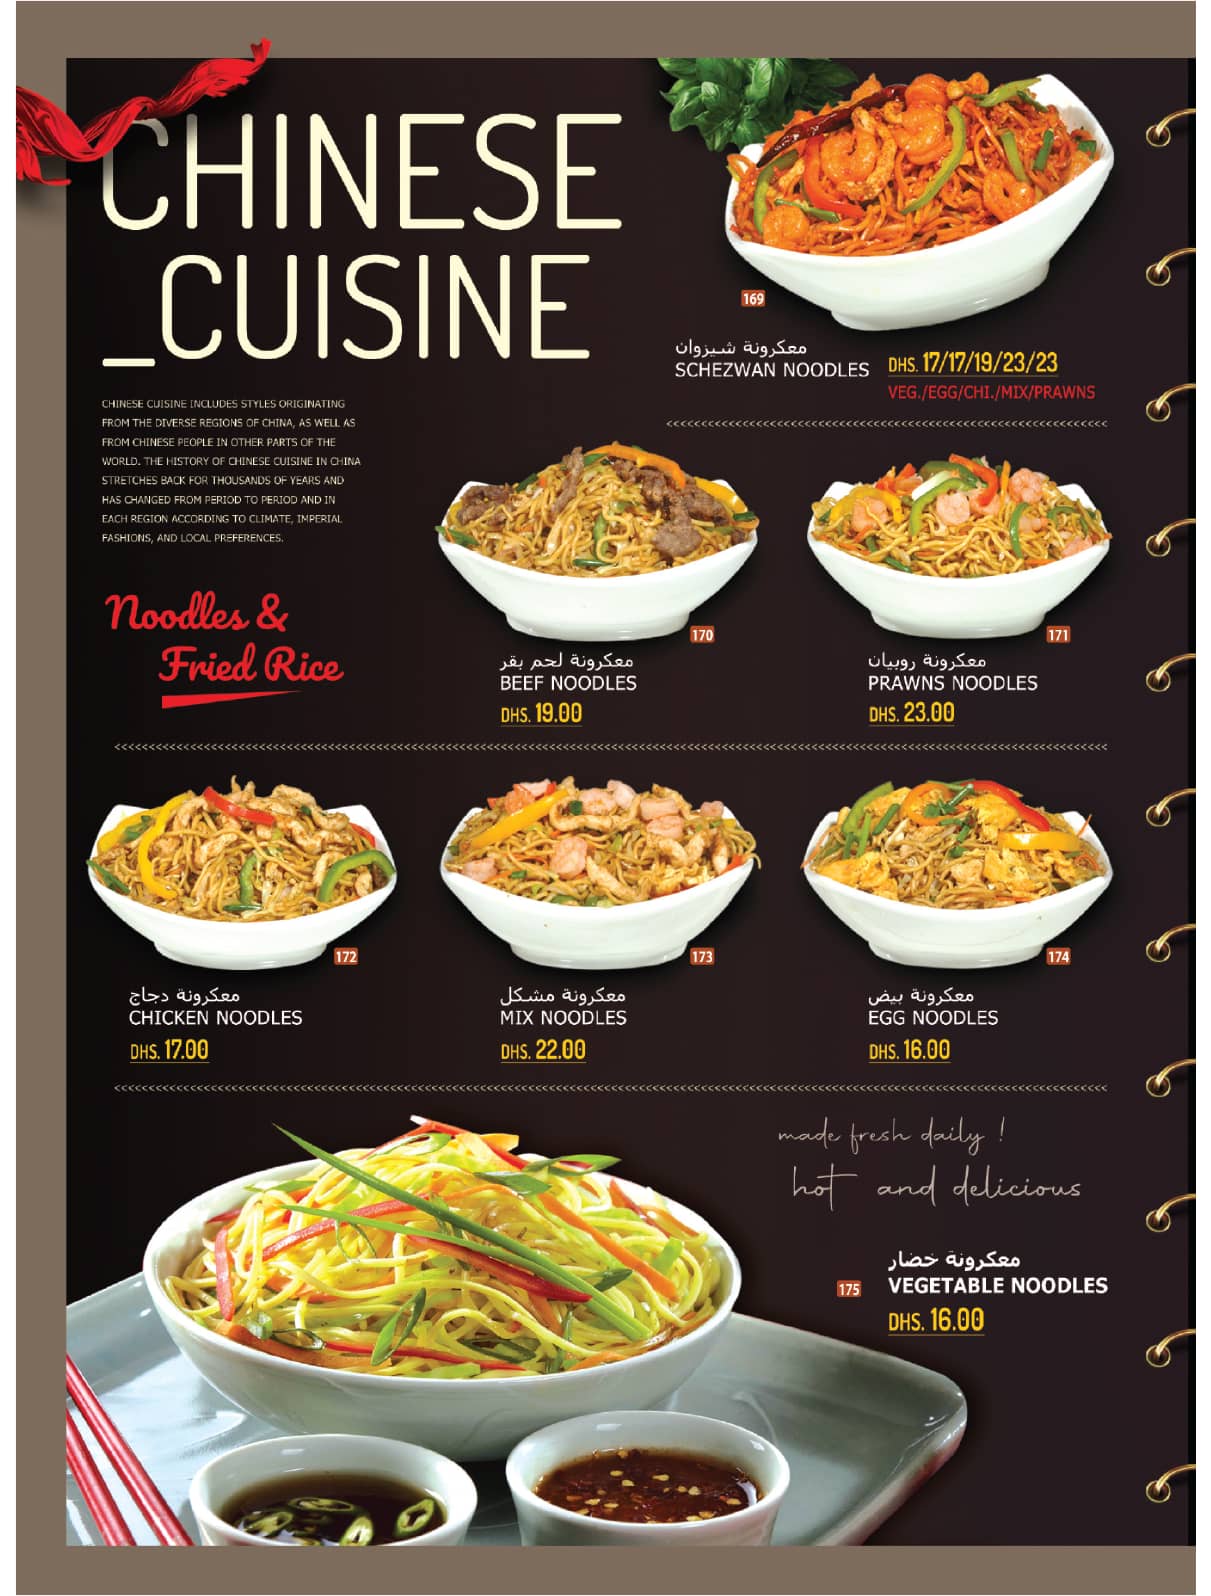 CHINESE
_CUISINE
CHINESE CUISINE INCLUDES STYLES ORIGINATING
FROM THE DIVERSE REGIONS OF CHINA, AS WELL AS
FROM CHINESE PEOPLE IN OTHER PARTS OF THE
WORLD. THE HISTORY OF CHINESE CUISINE IN CHINA
STRETCHES BACK FOR THOUSANDS OF YEARS AND
HAS CHANGED FROM PERIOD TO PERIOD AND IN
EACH REGION ACCORDING TO CLIMATE, IMPERIAL
FASHIONS, AND LOCAL PREFERENCES.
Noodles &
Fried Rice
169
معكرونة شيزوان
SCHEZWAN NOODLES
DHS. 17/17/19/23/23
VEG./EGG/CHI./MIX/PRAWNS
170
معكرونة لحم بقر
BEEF NOODLES
DHS. 19.00
171
معكرونة روبيان
PRAWNS NOODLES
DHS. 23.00
172
معكرونة دجاج
CHICKEN NOODLES
DHS. 17.00
173
معكرونة مشكل
MIX NOODLES
DHS. 22.00
174
معكرونة بيض
EGG NOODLES
DHS. 16.00
made fresh daily !
hot and delicious
175
معكرونة خضار
VEGETABLE NOODLES
DHS. 16.00